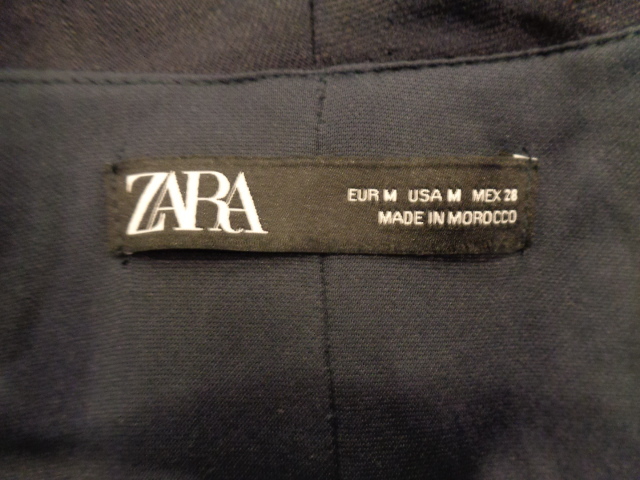 ZARA
EUR M USA M MEX 28
MADE IN MOROCCO